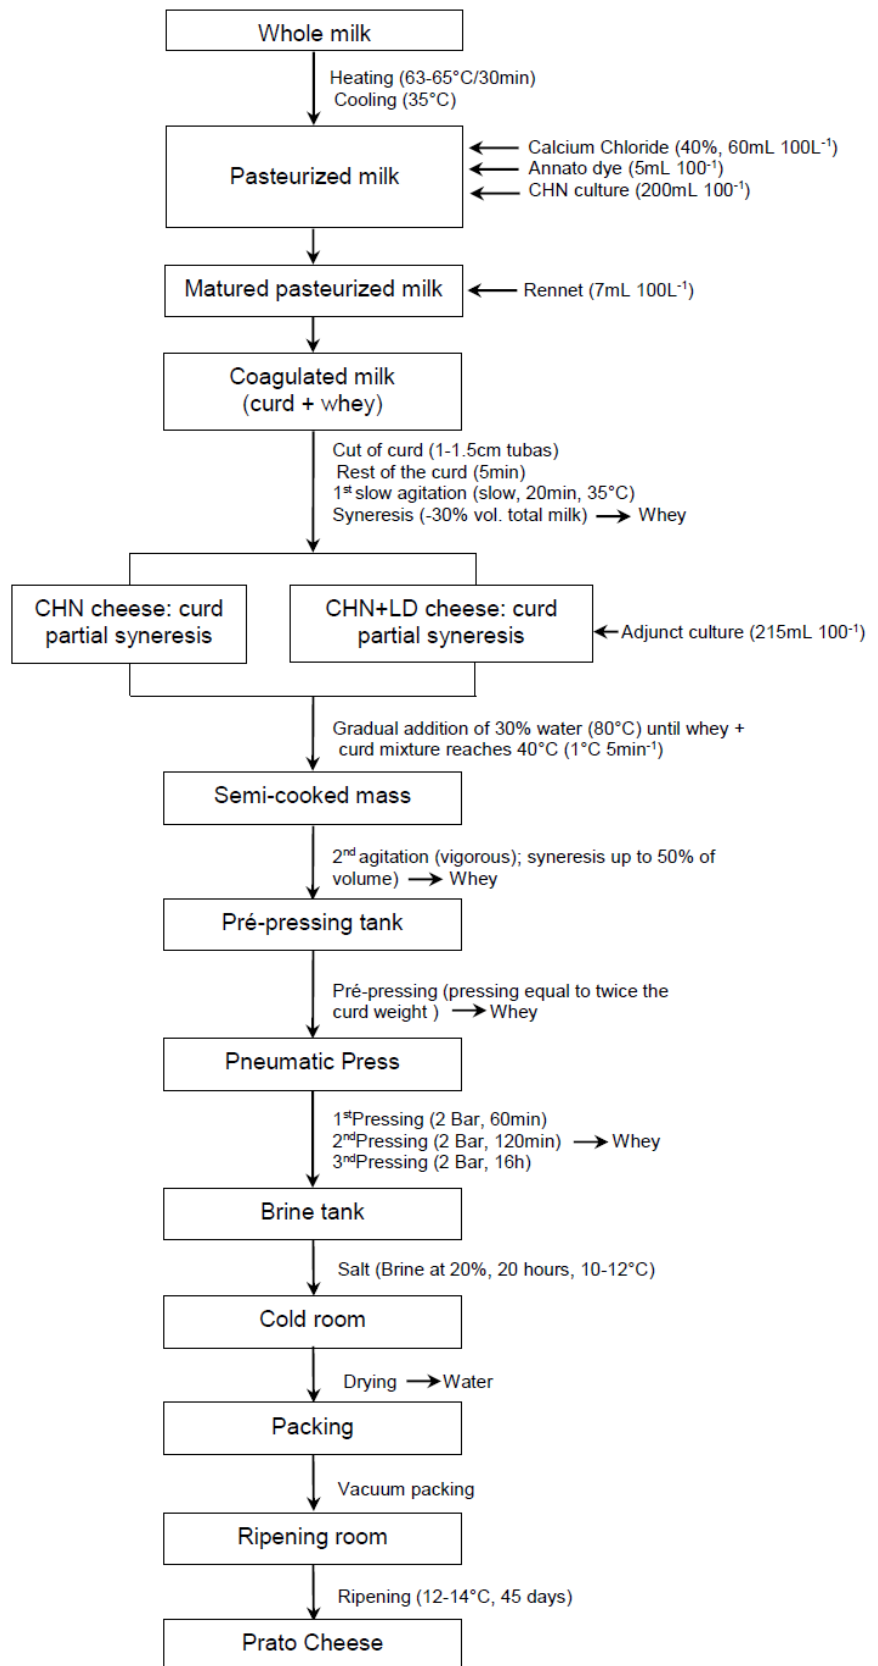 Whole milk
Heating (63-65°C/30min)
Cooling (35°C)
Pasteurized milk
Calcium Chloride (40%, 60mL 100L⁻¹)
Annato dye (5mL 100⁻¹)
CHN culture (200mL 100⁻¹)
Matured pasteurized milk
Rennet (7mL 100L⁻¹)
Coagulated milk
(curd + whey)
Cut of curd (1-1.5cm tubas)
Rest of the curd (5min)
1ˢᵗ slow agitation (slow, 20min, 35°C)
Syneresis (-30% vol. total milk) → Whey
CHN cheese: curd
partial syneresis
CHN+LD cheese: curd
partial syneresis
Adjunct culture (215mL 100⁻¹)
Gradual addition of 30% water (80°C) until whey +
curd mixture reaches 40°C (1°C 5min⁻¹)
Semi-cooked mass
2ⁿᵈ agitation (vigorous); syneresis up to 50% of
volume) → Whey
Pré-pressing tank
Pré-pressing (pressing equal to twice the
curd weight ) → Whey
Pneumatic Press
1ˢᵗPressing (2 Bar, 60min)
2ⁿᵈPressing (2 Bar, 120min) → Whey
3ⁿᵈPressing (2 Bar, 16h)
Brine tank
Salt (Brine at 20%, 20 hours, 10-12°C)
Cold room
Drying → Water
Packing
Vacuum packing
Ripening room
Ripening (12-14°C, 45 days)
Prato Cheese